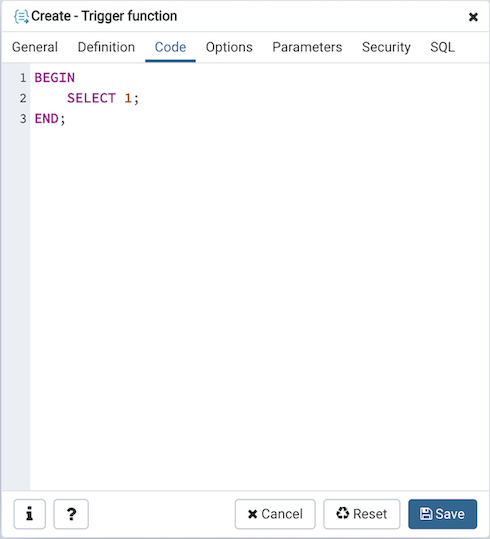 Create - Trigger function
General Definition Code Options Parameters Security SQL
1 BEGIN
2     SELECT 1;
3 END;
i ? Cancel Reset Save